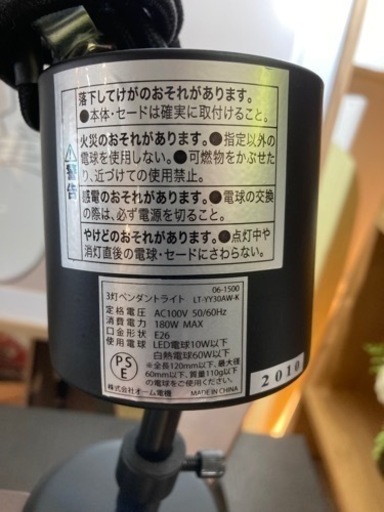 落下してけがのおそれがあります。
●本体・セードは確実に取付けること。
火災のおそれがあります。●指定以外の
電球を使用しない。●可燃物をかぶせた
り、近づけての使用しない。
警告
感電のおそれがあります。●電球の交換
の際は、必ず電源を切ること。
やけどのおそれがあります。●点灯中や
消灯直後の電球・セードにさわらない。
06-1500
3灯ペンダントライト LT-YY30AW-K
定格電圧 AC100V 50/60Hz
消費電力 180W MAX
口金形状 E26
使用電球 LED電球10W以下
白熱電球60W以下
※全長120mm以下、最大径
60mm以下、質量110gの
て使用できます。
PS
E
株式会社オーム電機 MADE IN CHINA
2010